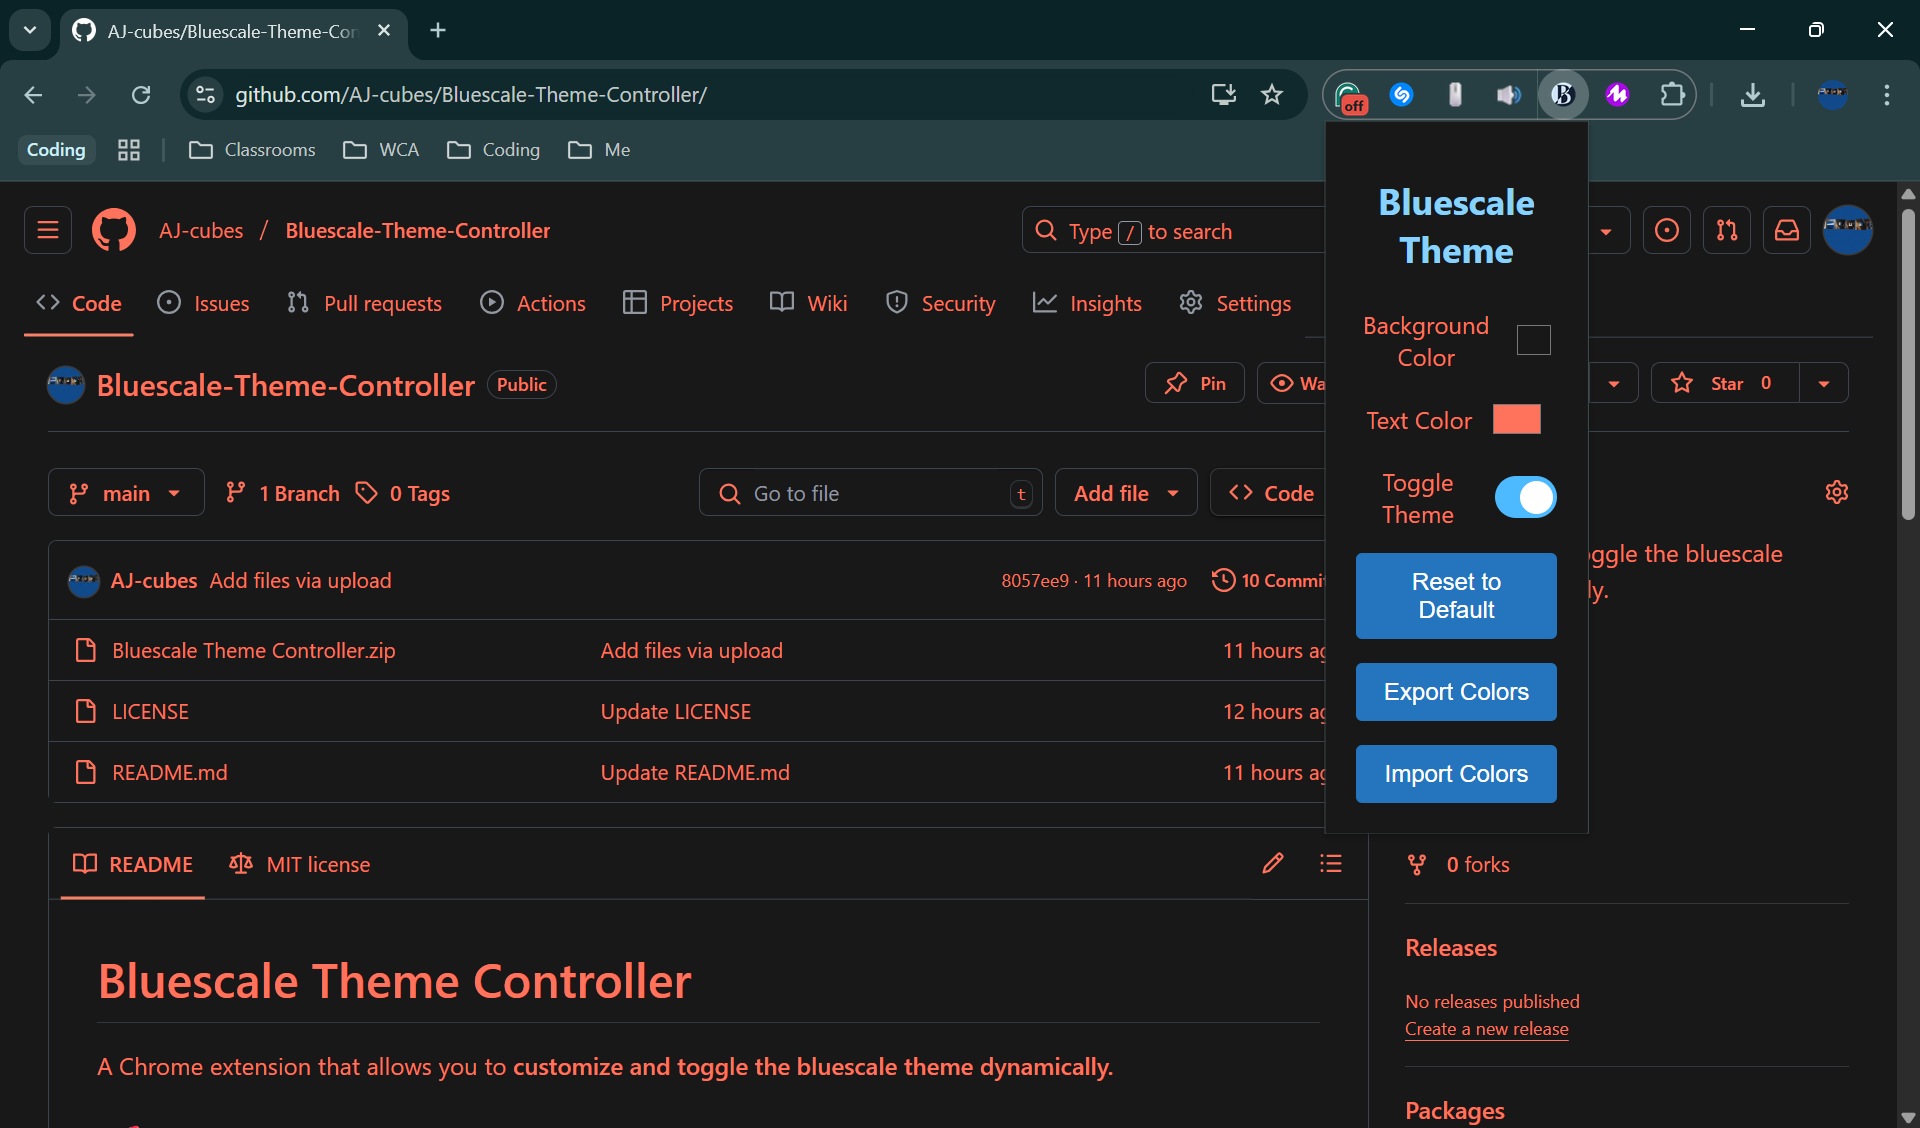 AJ-cubes/Bluescale-Theme-Cor
github.com/AJ-cubes/Bluescale-Theme-Controller/
off
B
Coding
Classrooms
WCA
Coding
Me
AJ-cubes / Bluescale-Theme-Controller
Type / to search
Code
Issues
Pull requests
Actions
Projects
Wiki
Security
Insights
Settings
Bluescale-Theme-Controller Public
Pin
Wa
Star 0
main
1 Branch
0 Tags
Go to file
t
Add file
Code
AJ-cubes Add files via upload
8057ee9 · 11 hours ago
10 Commi
Bluescale Theme Controller.zip
Add files via upload
11 hours ag
LICENSE
Update LICENSE
12 hours ag
README.md
Update README.md
11 hours ag
README
MIT license
Bluescale Theme Controller
A Chrome extension that allows you to customize and toggle the bluescale theme dynamically.
Bluescale
Theme
Background
Color
Text Color
Toggle
Theme
Reset to
Default
Export Colors
Import Colors
ggle the bluescale
ly.
0 forks
Releases
No releases published
Create a new release
Packages